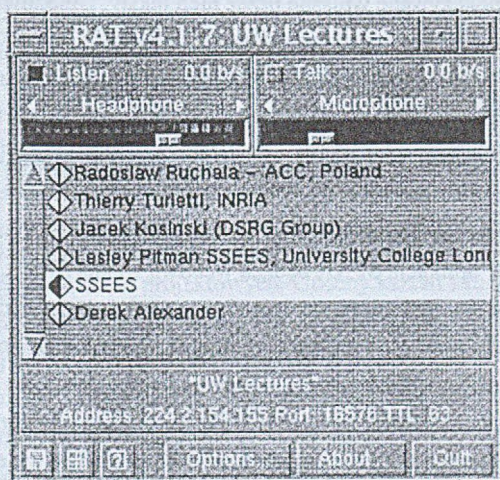 RAT v4.1.7: UW Lectures
Listen 0.0 b/s Talk 0.0 b/s
Headphone Microphone
Radoslaw Ruchala – ACC, Poland
Thierry Turletti, INRIA
Jacek Kosinski (DSRG Group)
Lesley Pitman SSEES, University College Lon
SSEES
Derek Alexander
"UW Lectures"
Address: 224.2.154.155 Port: 16576 TTL: 63
Options... About... Quit